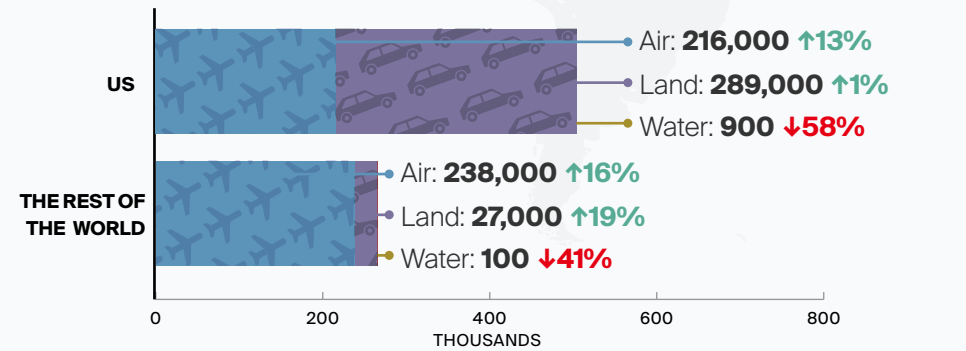 US
Air: 216,000 ↑13%
Land: 289,000 ↑1%
Water: 900 ↓58%
THE REST OF
THE WORLD
Air: 238,000 ↑16%
Land: 27,000 ↑19%
Water: 100 ↓41%
0 200 400 600 800
THOUSANDS